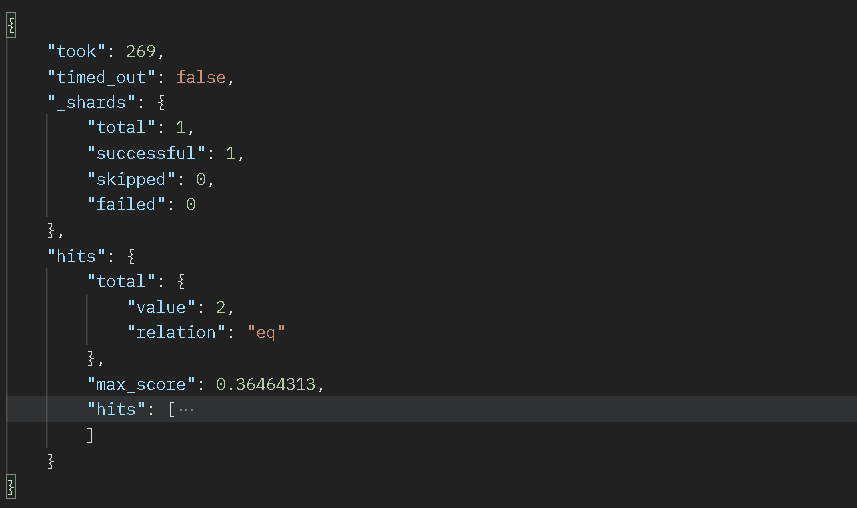 {
    "took": 269,
    "timed_out": false,
    "_shards": {
        "total": 1,
        "successful": 1,
        "skipped": 0,
        "failed": 0
    },
    "hits": {
        "total": {
            "value": 2,
            "relation": "eq"
        },
        "max_score": 0.36464313,
        "hits": [···
        ]
    }
}